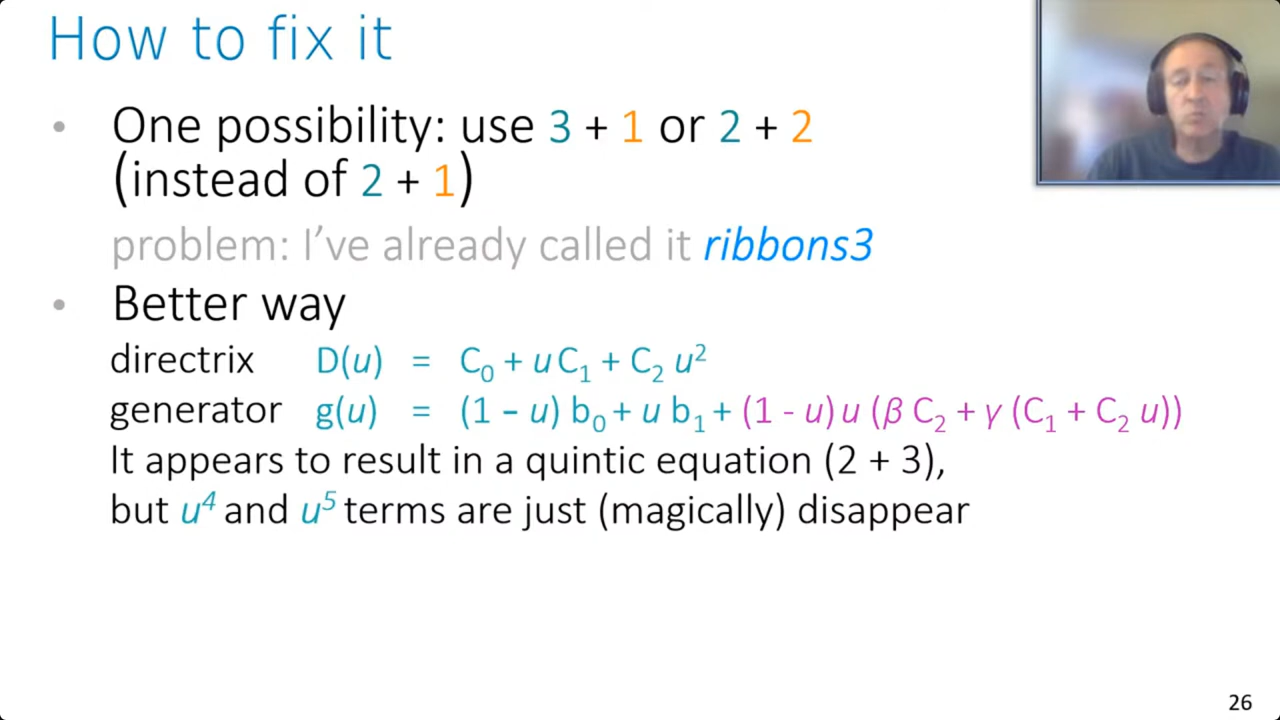 How to fix it
• One possibility: use 3 + 1 or 2 + 2
(instead of 2 + 1)
problem: I’ve already called it ribbons3
• Better way
directrix D(u) = C₀ + u C₁ + C₂ u²
generator g(u) = (1 – u) b₀ + u b₁ + (1 - u) u (β C₂ + γ (C₁ + C₂ u))
It appears to result in a quintic equation (2 + 3),
but u⁴ and u⁵ terms are just (magically) disappear
26